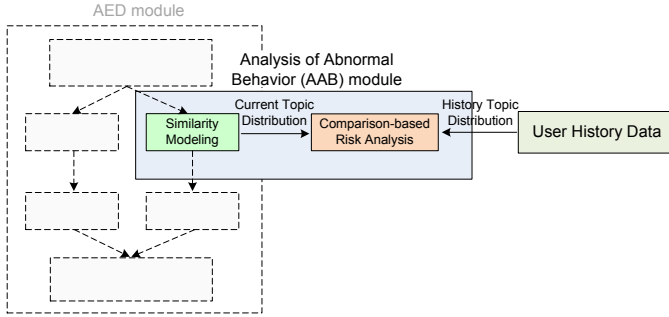 AED module
Analysis of Abnormal
Behavior (AAB) module
Similarity
Modeling
Current Topic
Distribution
Comparison-based
Risk Analysis
History Topic
Distribution
User History Data